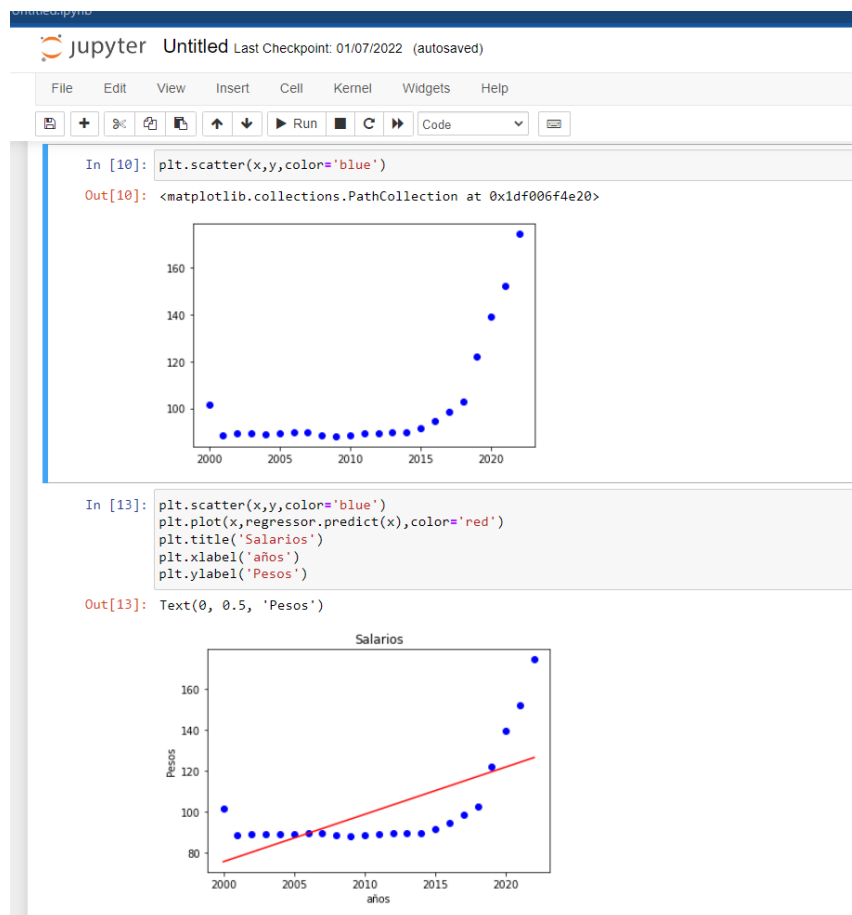 Untitled.ipynb
jupyter Untitled Last Checkpoint: 01/07/2022 (autosaved)
File Edit View Insert Cell Kernel Widgets Help
Run Code
In [10]: plt.scatter(x,y,color='blue')
Out[10]: <matplotlib.collections.PathCollection at 0x1df006f4e20>
160
140
120
100
2000 2005 2010 2015 2020
In [13]: plt.scatter(x,y,color='blue')
plt.plot(x,regressor.predict(x),color='red')
plt.title('Salarios')
plt.xlabel('años')
plt.ylabel('Pesos')
Out[13]: Text(0, 0.5, 'Pesos')
Salarios
Pesos
160
140
120
100
80
2000 2005 2010 2015 2020
años